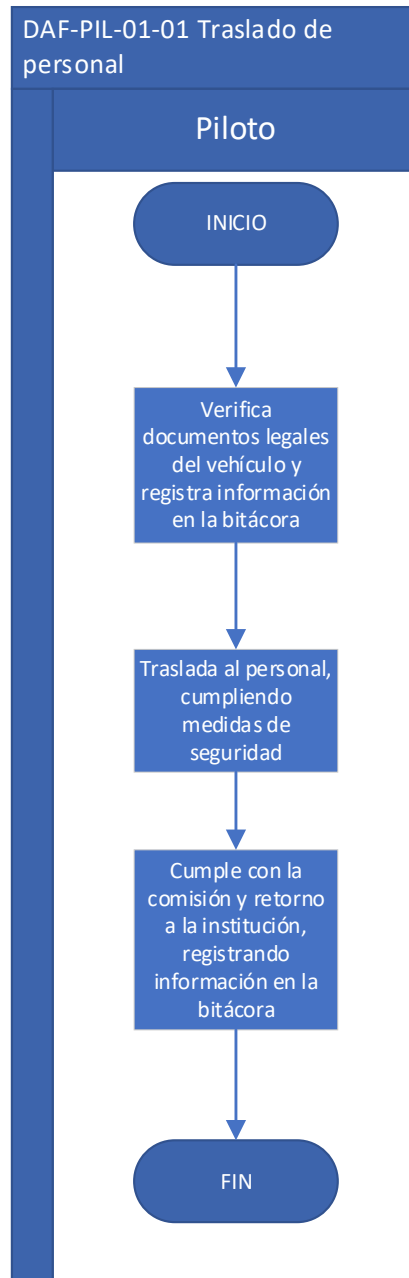 DAF-PIL-01-01 Traslado de
personal
Piloto
INICIO
Verifica
documentos legales
del vehículo y
registra información
en la bitácora
Traslada al personal,
cumpliendo
medidas de
seguridad
Cumple con la
comisión y retorno
a la institución,
registrando
información en la
bitácora
FIN